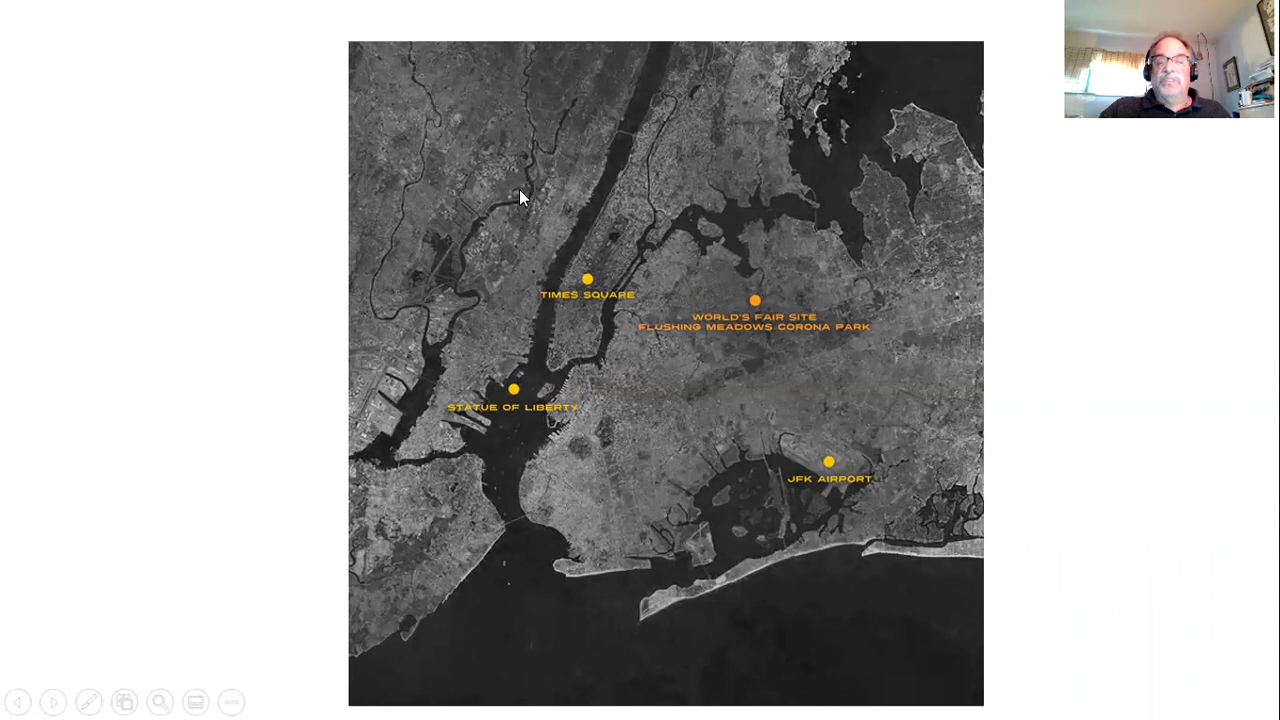 TIMES SQUARE
WORLD'S FAIR SITE
FLUSHING MEADOWS CORONA PARK
STATUE OF LIBERTY
JFK AIRPORT